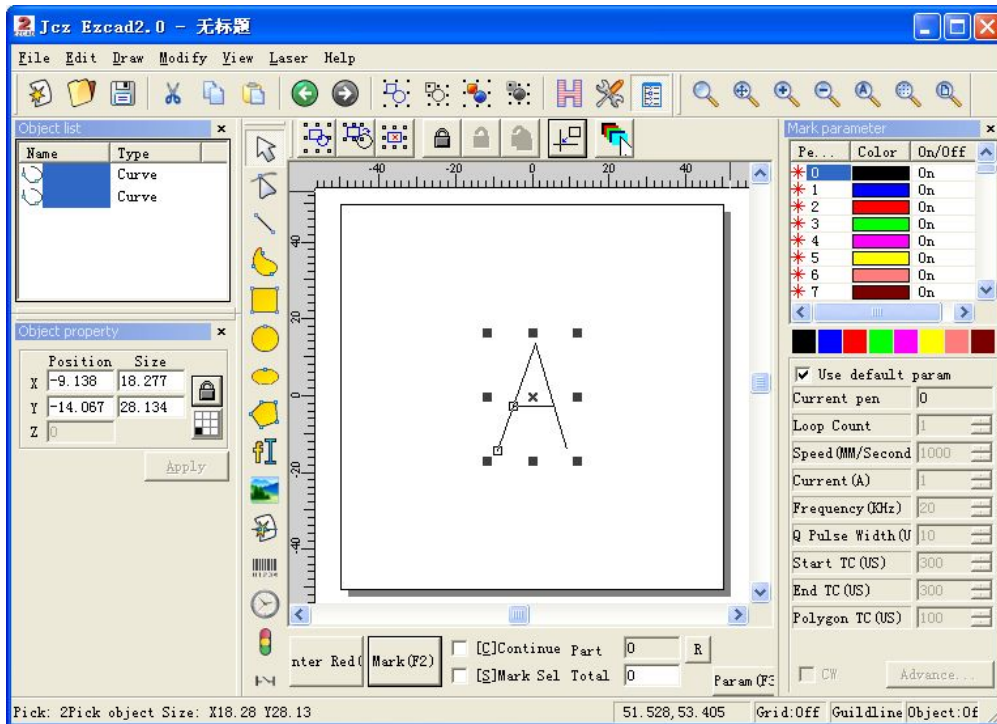 Jcz Ezcad2.0 - 无标题
File Edit Draw Modify View Laser Help
Object list
Name Type
Curve
Curve
Object property
Position Size
X -9.138 18.277
Y -14.067 28.134
Z 0
Apply
-40 -20 0 20 40
40
20
0
-20
-40
Mark parameter
Pe... Color On/Off
0 On
1 On
2 On
3 On
4 On
5 On
6 On
7 On
Use default param
Current pen 0
Loop Count 1
Speed(MM/Second 1000
Current(A) 1
Frequency(KHz) 20
Q Pulse Width(U 10
Start TC(US) 300
End TC(US) 300
Polygon TC(US) 100
CW Advance...
nter Red( Mark(F2) [C]Continue Part 0 R
[S]Mark Sel Total 0 Param(F3
Pick: 2Pick object Size: X18.28 Y28.13 51.528,53.405 Grid:Off Guildline Object:Of